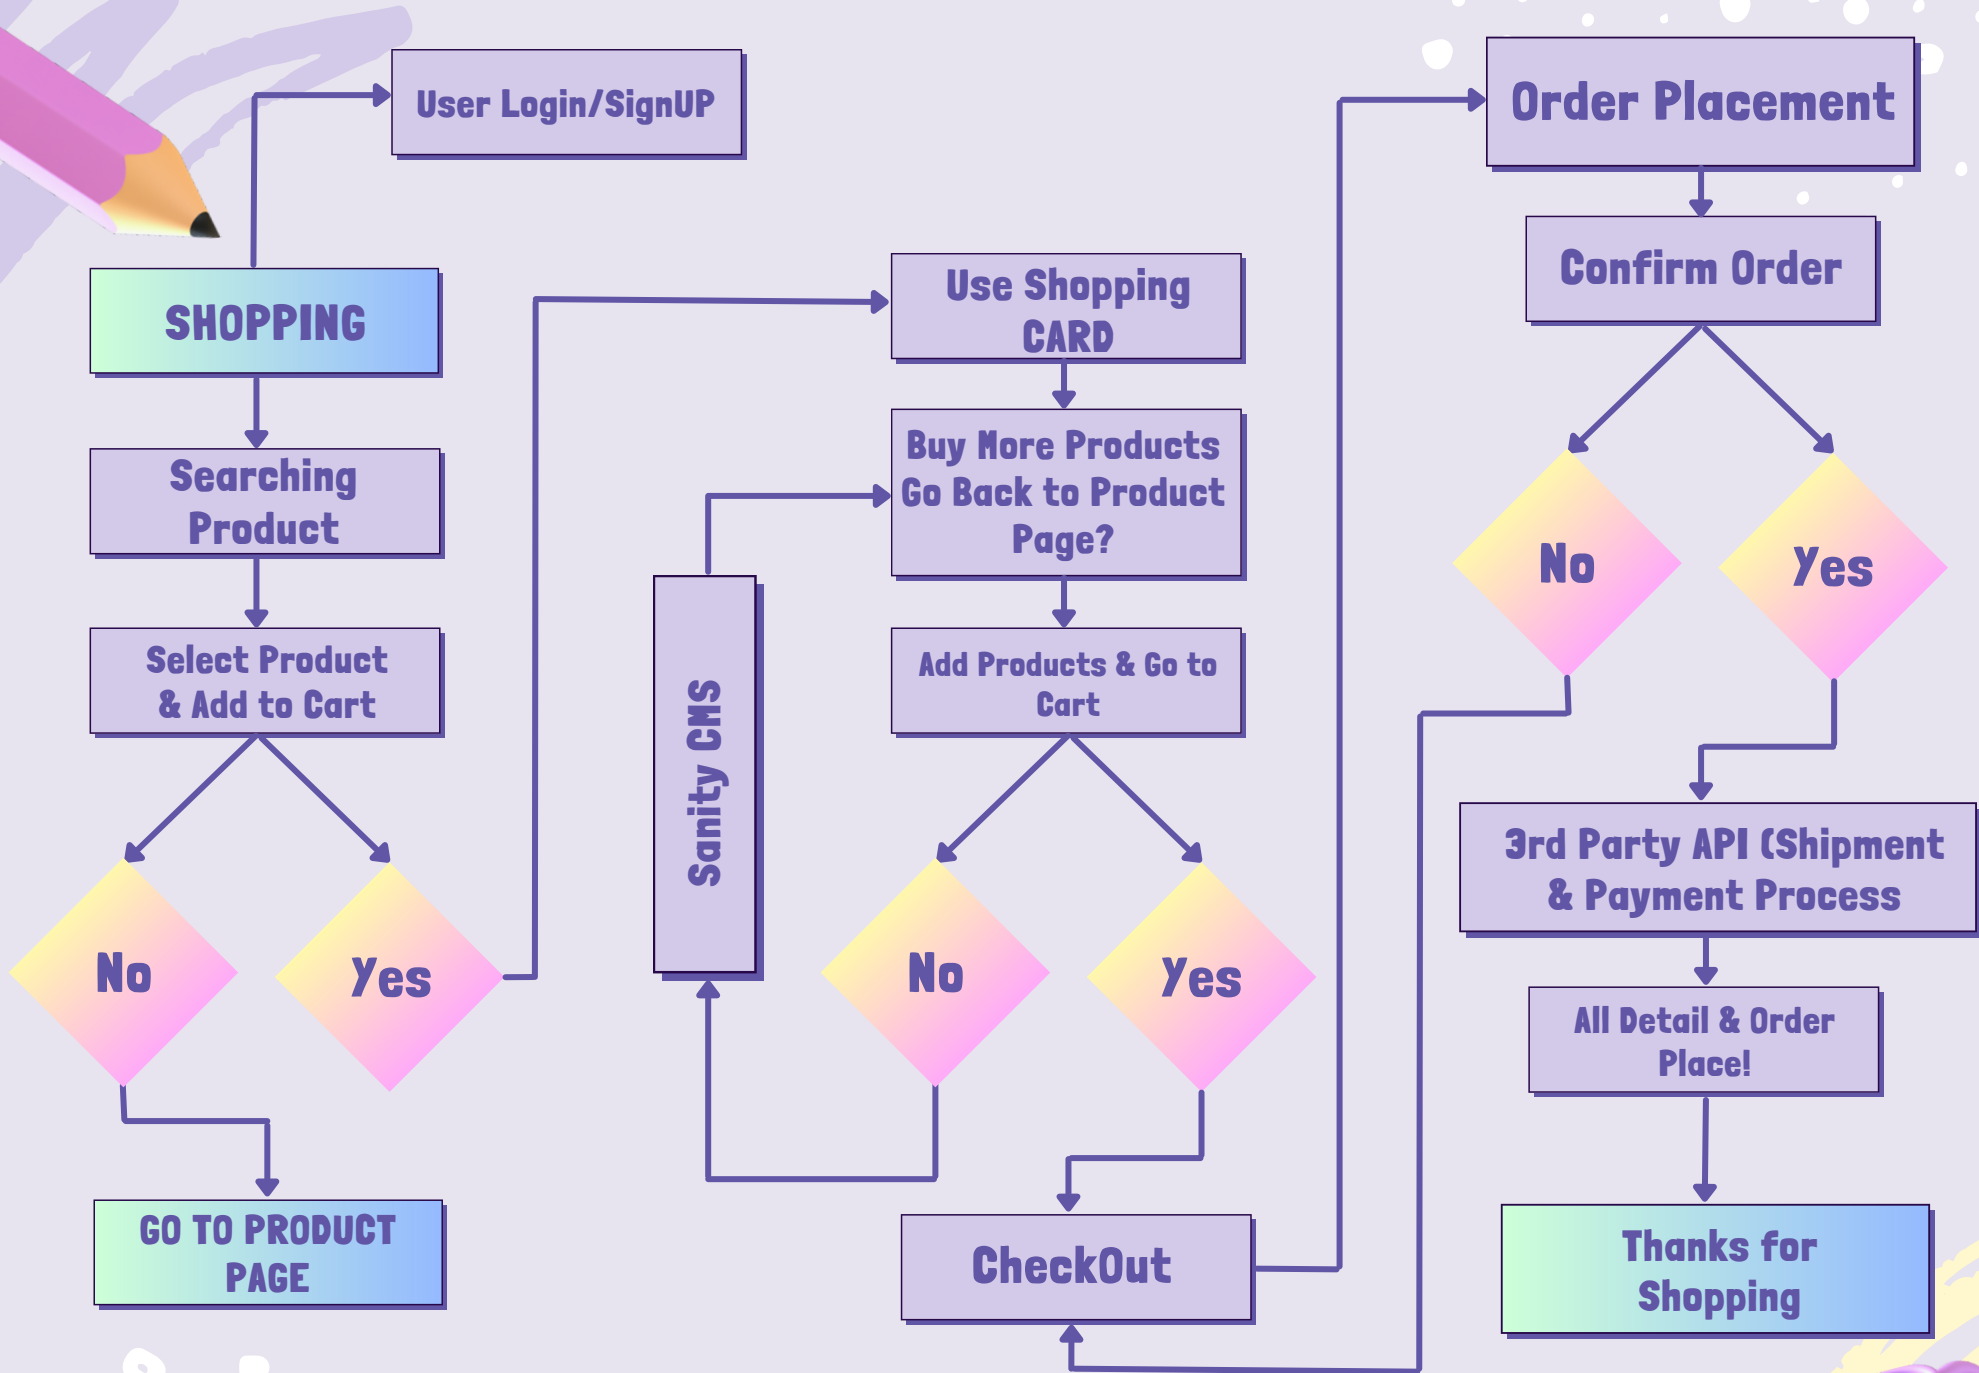 User Login/SignUP
SHOPPING
Searching
Product
Select Product
& Add to Cart
No
Yes
GO TO PRODUCT
PAGE
Use Shopping
CARD
Buy More Products
Go Back to Product
Page?
Sanity CMS
Add Products & Go to
Cart
No
Yes
CheckOut
Order Placement
Confirm Order
No
Yes
3rd Party API (Shipment
& Payment Process
All Detail & Order
Place!
Thanks for
Shopping